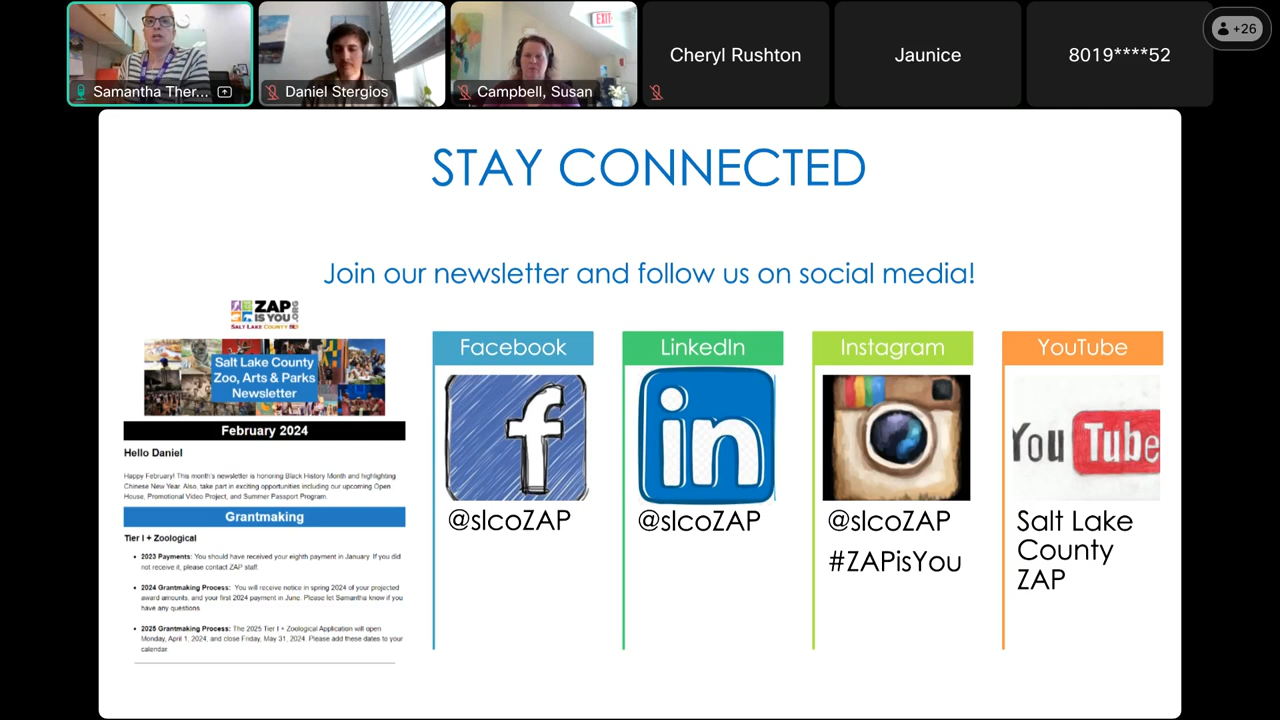 Samantha Ther...
Daniel Stergios
EXIT
Campbell, Susan
Cheryl Rushton
Jaunice
8019****52
+26
STAY CONNECTED
Join our newsletter and follow us on social media!
ZAP
IS YOU.ORG
SALT LAKE COUNTY
Salt Lake County
Zoo, Arts & Parks
Newsletter
February 2024
Hello Daniel
Happy February! This month's newsletter is honoring Black History Month and highlighting
Chinese New Year. Also, take part in exciting opportunities including our upcoming Open
House, Promotional Video Project, and Summer Passport Program.
Grantmaking
Tier I + Zoological
• 2023 Payments: You should have received your eighth payment in January. If you did
not receive it, please contact ZAP staff.
• 2024 Grantmaking Process: You will receive notice in spring 2024 of your projected
award amounts, and your first 2024 payment in June. Please let Samantha know if you
have any questions
• 2025 Grantmaking Process: The 2025 Tier I + Zoological Application will open
Monday, April 1, 2024, and close Friday, May 31, 2024. Please add these dates to your
calendar.
Facebook
f
@slcoZAP
LinkedIn
in
@slcoZAP
Instagram
@slcoZAP
#ZAPisYou
YouTube
You Tube
Salt Lake
County
ZAP